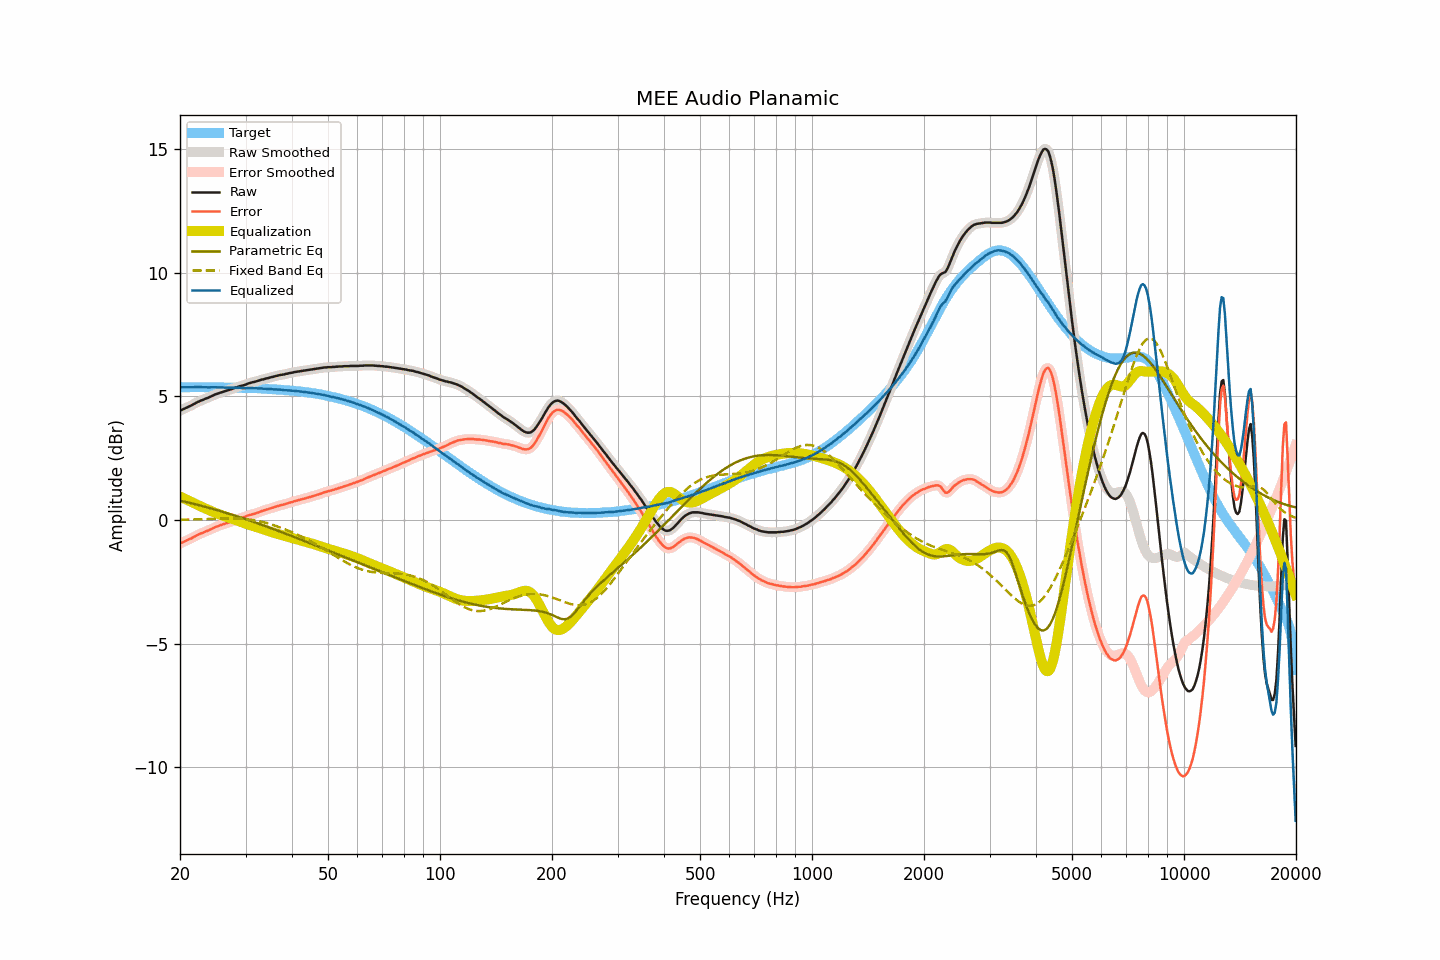 MEE Audio Planamic
Target
Raw Smoothed
Error Smoothed
Raw
Error
Equalization
Parametric Eq
Fixed Band Eq
Equalized
15
10
5
0
−5
−10
Amplitude (dBr)
20 50 100 200 500 1000 2000 5000 10000 20000
Frequency (Hz)